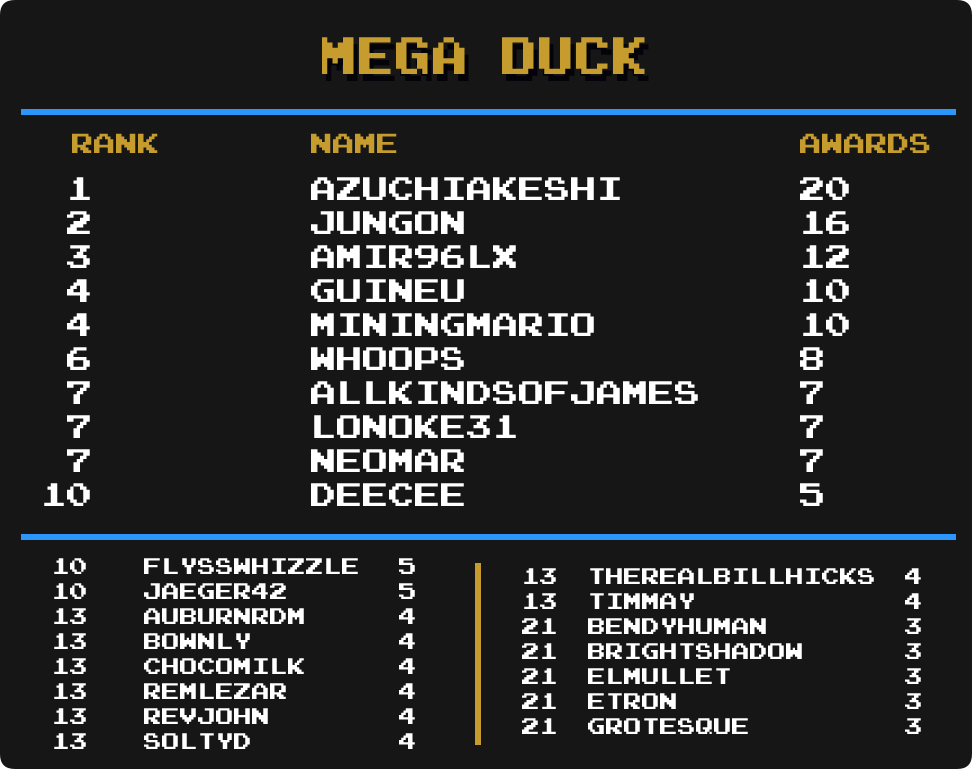 MEGA DUCK
RANK NAME AWARDS
1 AZUCHIAKESHI 20
2 JUNGON 16
3 AMIR96LX 12
4 GUINEU 10
4 MININGMARIO 10
6 WHOOPS 8
7 ALLKINDSOFJAMES 7
7 LONOKE31 7
7 NEOMAR 7
10 DEECEE 5
10 FLYSSWHIZZLE 5
10 JAEGER42 5
13 AUBURNRDM 4
13 BOWNLY 4
13 CHOCOMILK 4
13 REMLEZAR 4
13 REVJOHN 4
13 SOLTYD 4
13 THEREALBILLHICKS 4
13 TIMMAY 4
21 BENDYHUMAN 3
21 BRIGHTSHADOW 3
21 ELMULLET 3
21 ETRON 3
21 GROTESQUE 3